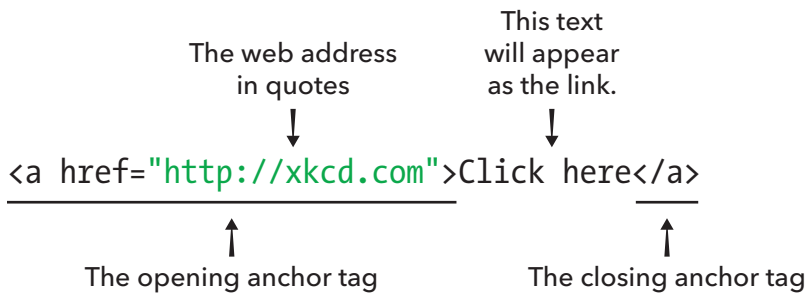 This text
The web address will appear
in quotes as the link.
<a href="http://xkcd.com">Click here</a>
The opening anchor tag The closing anchor tag